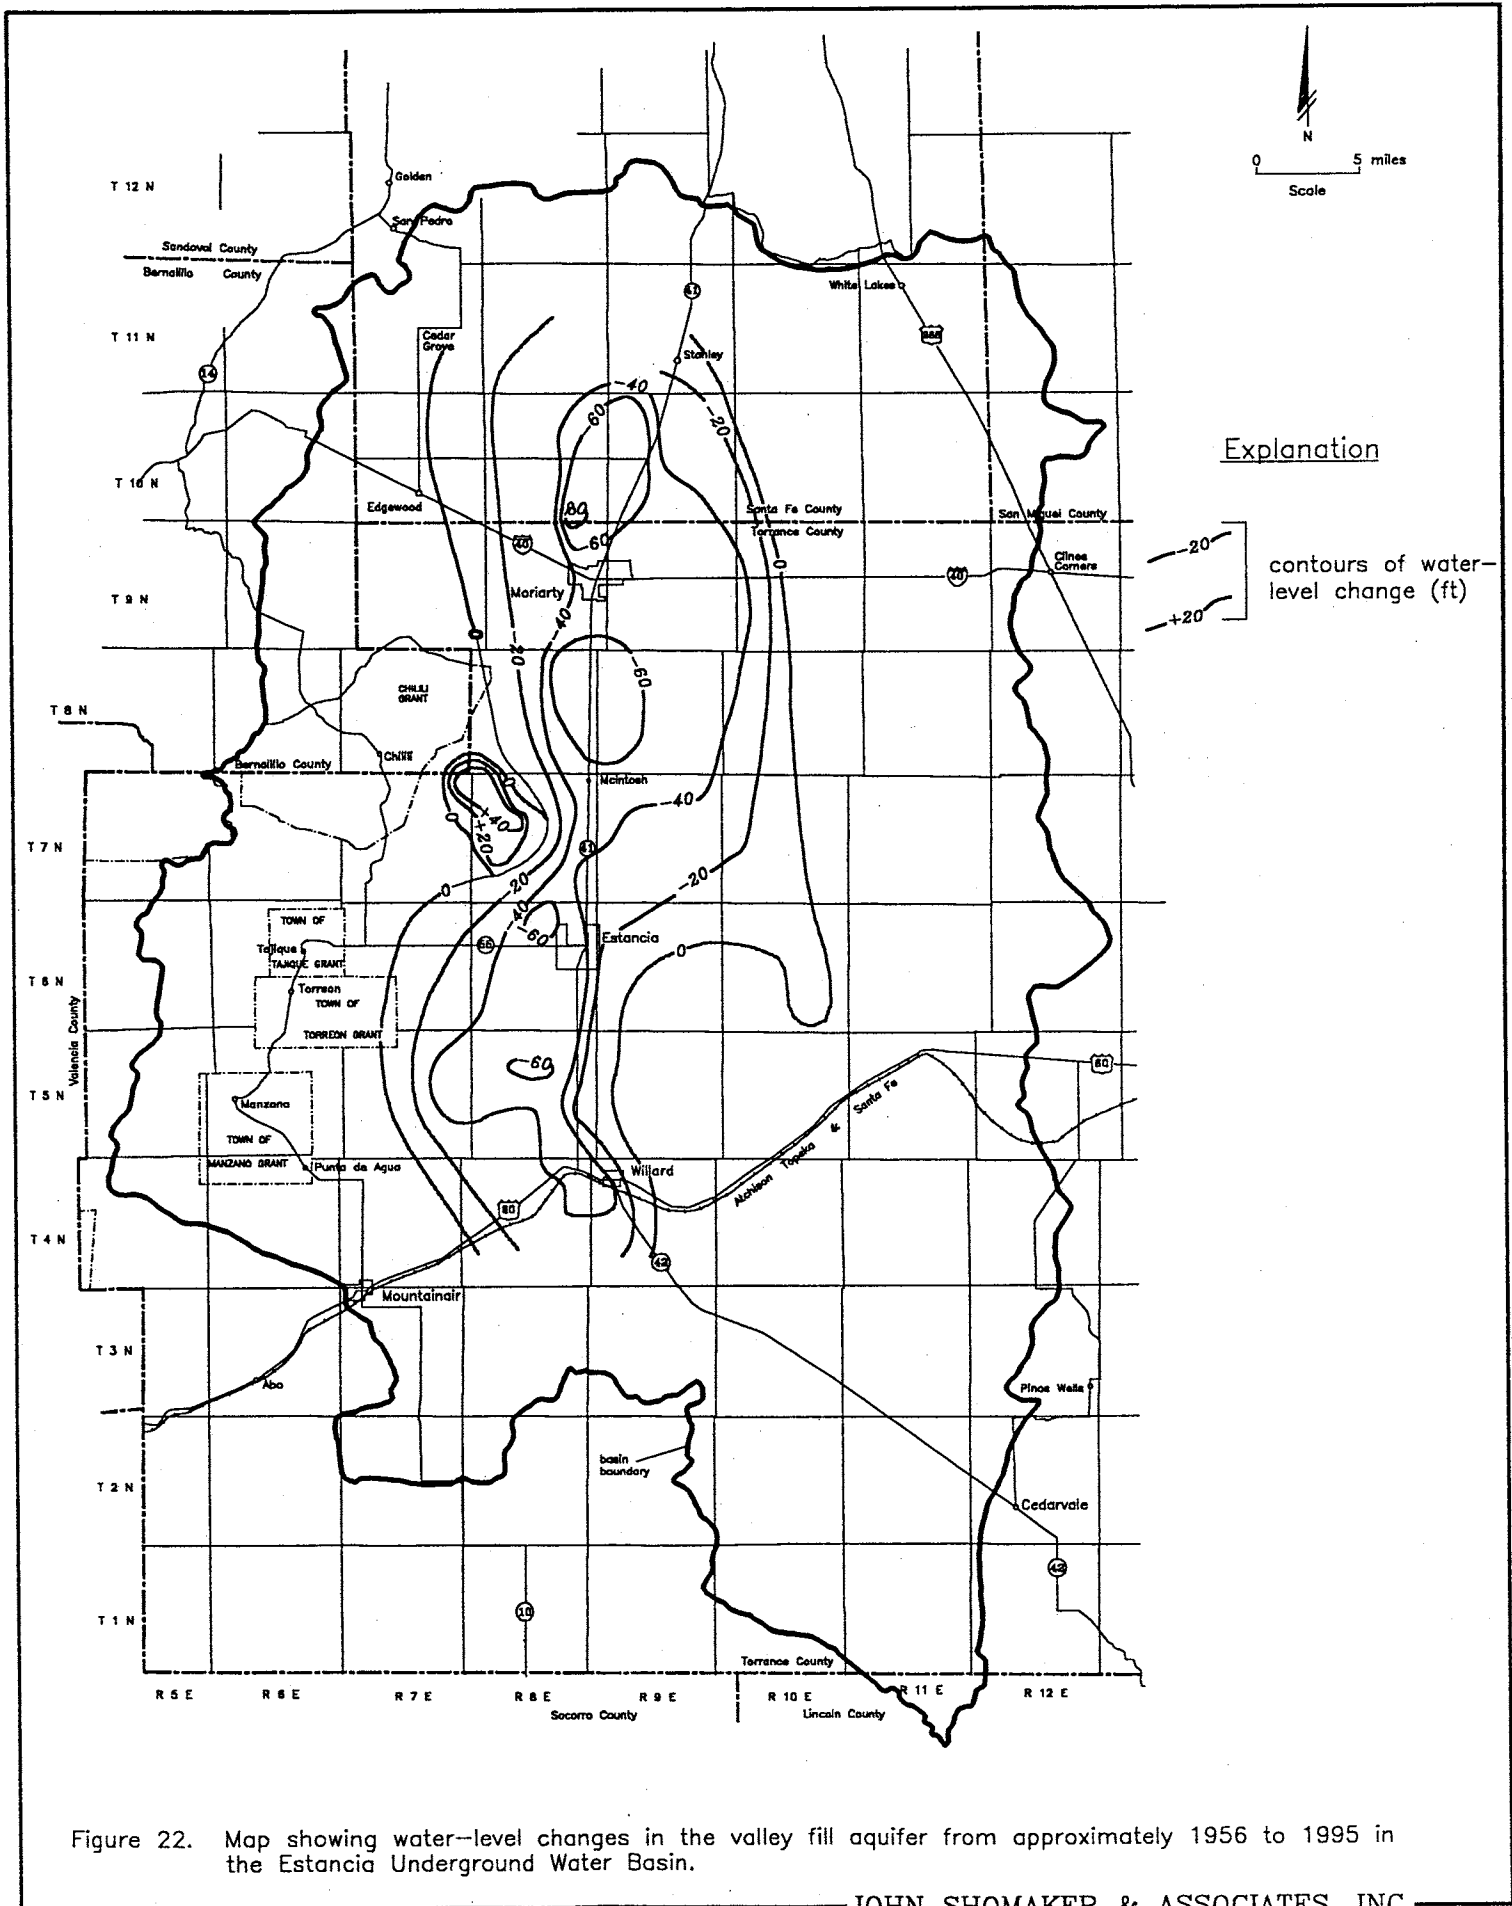 N
0 5 miles
Scale
T 12 N
Golden
San Pedro
Sandoval County
Bernalillo County
White Lakes
41
T 11 N
Cedar
Grove
Stanley
14
-40
-60
-20
Explanation
T 10 N
Edgewood
80
Santa Fe County
San Miguel County
Torrance County
-60
40
0
Clines
Corners
40
-20
contours of water-
level change (ft)
+20
T 9 N
Moriarty
-40
0
-20
-60
CHILILI
GRANT
T 8 N
Chilili
Bernalillo County
0
McIntosh
-40
0
+40
+20
41
T 7 N
-20
-20
0
-40
TOWN OF
-60
Estancia
Tajique
55
0
TAJIQUE GRANT
T 6 N
Torreon
TOWN OF
TORREON GRANT
Valencia County
-60
60
T 5 N
Manzano
Atchison Topeka & Santa Fe
TOWN OF
MANZANO GRANT
Punta de Agua
Willard
60
T 4 N
42
Mountainair
T 3 N
Abo
Pinos Wells
basin
boundary
T 2 N
Cedarvale
42
10
T 1 N
Torrance County
R 5 E R 6 E R 7 E R 8 E R 9 E R 10 E R 11 E R 12 E
Socorro County
Lincoln County
Figure 22. Map showing water-level changes in the valley fill aquifer from approximately 1956 to 1995 in
the Estancia Underground Water Basin.
JOHN SHOMAKER & ASSOCIATES, INC.